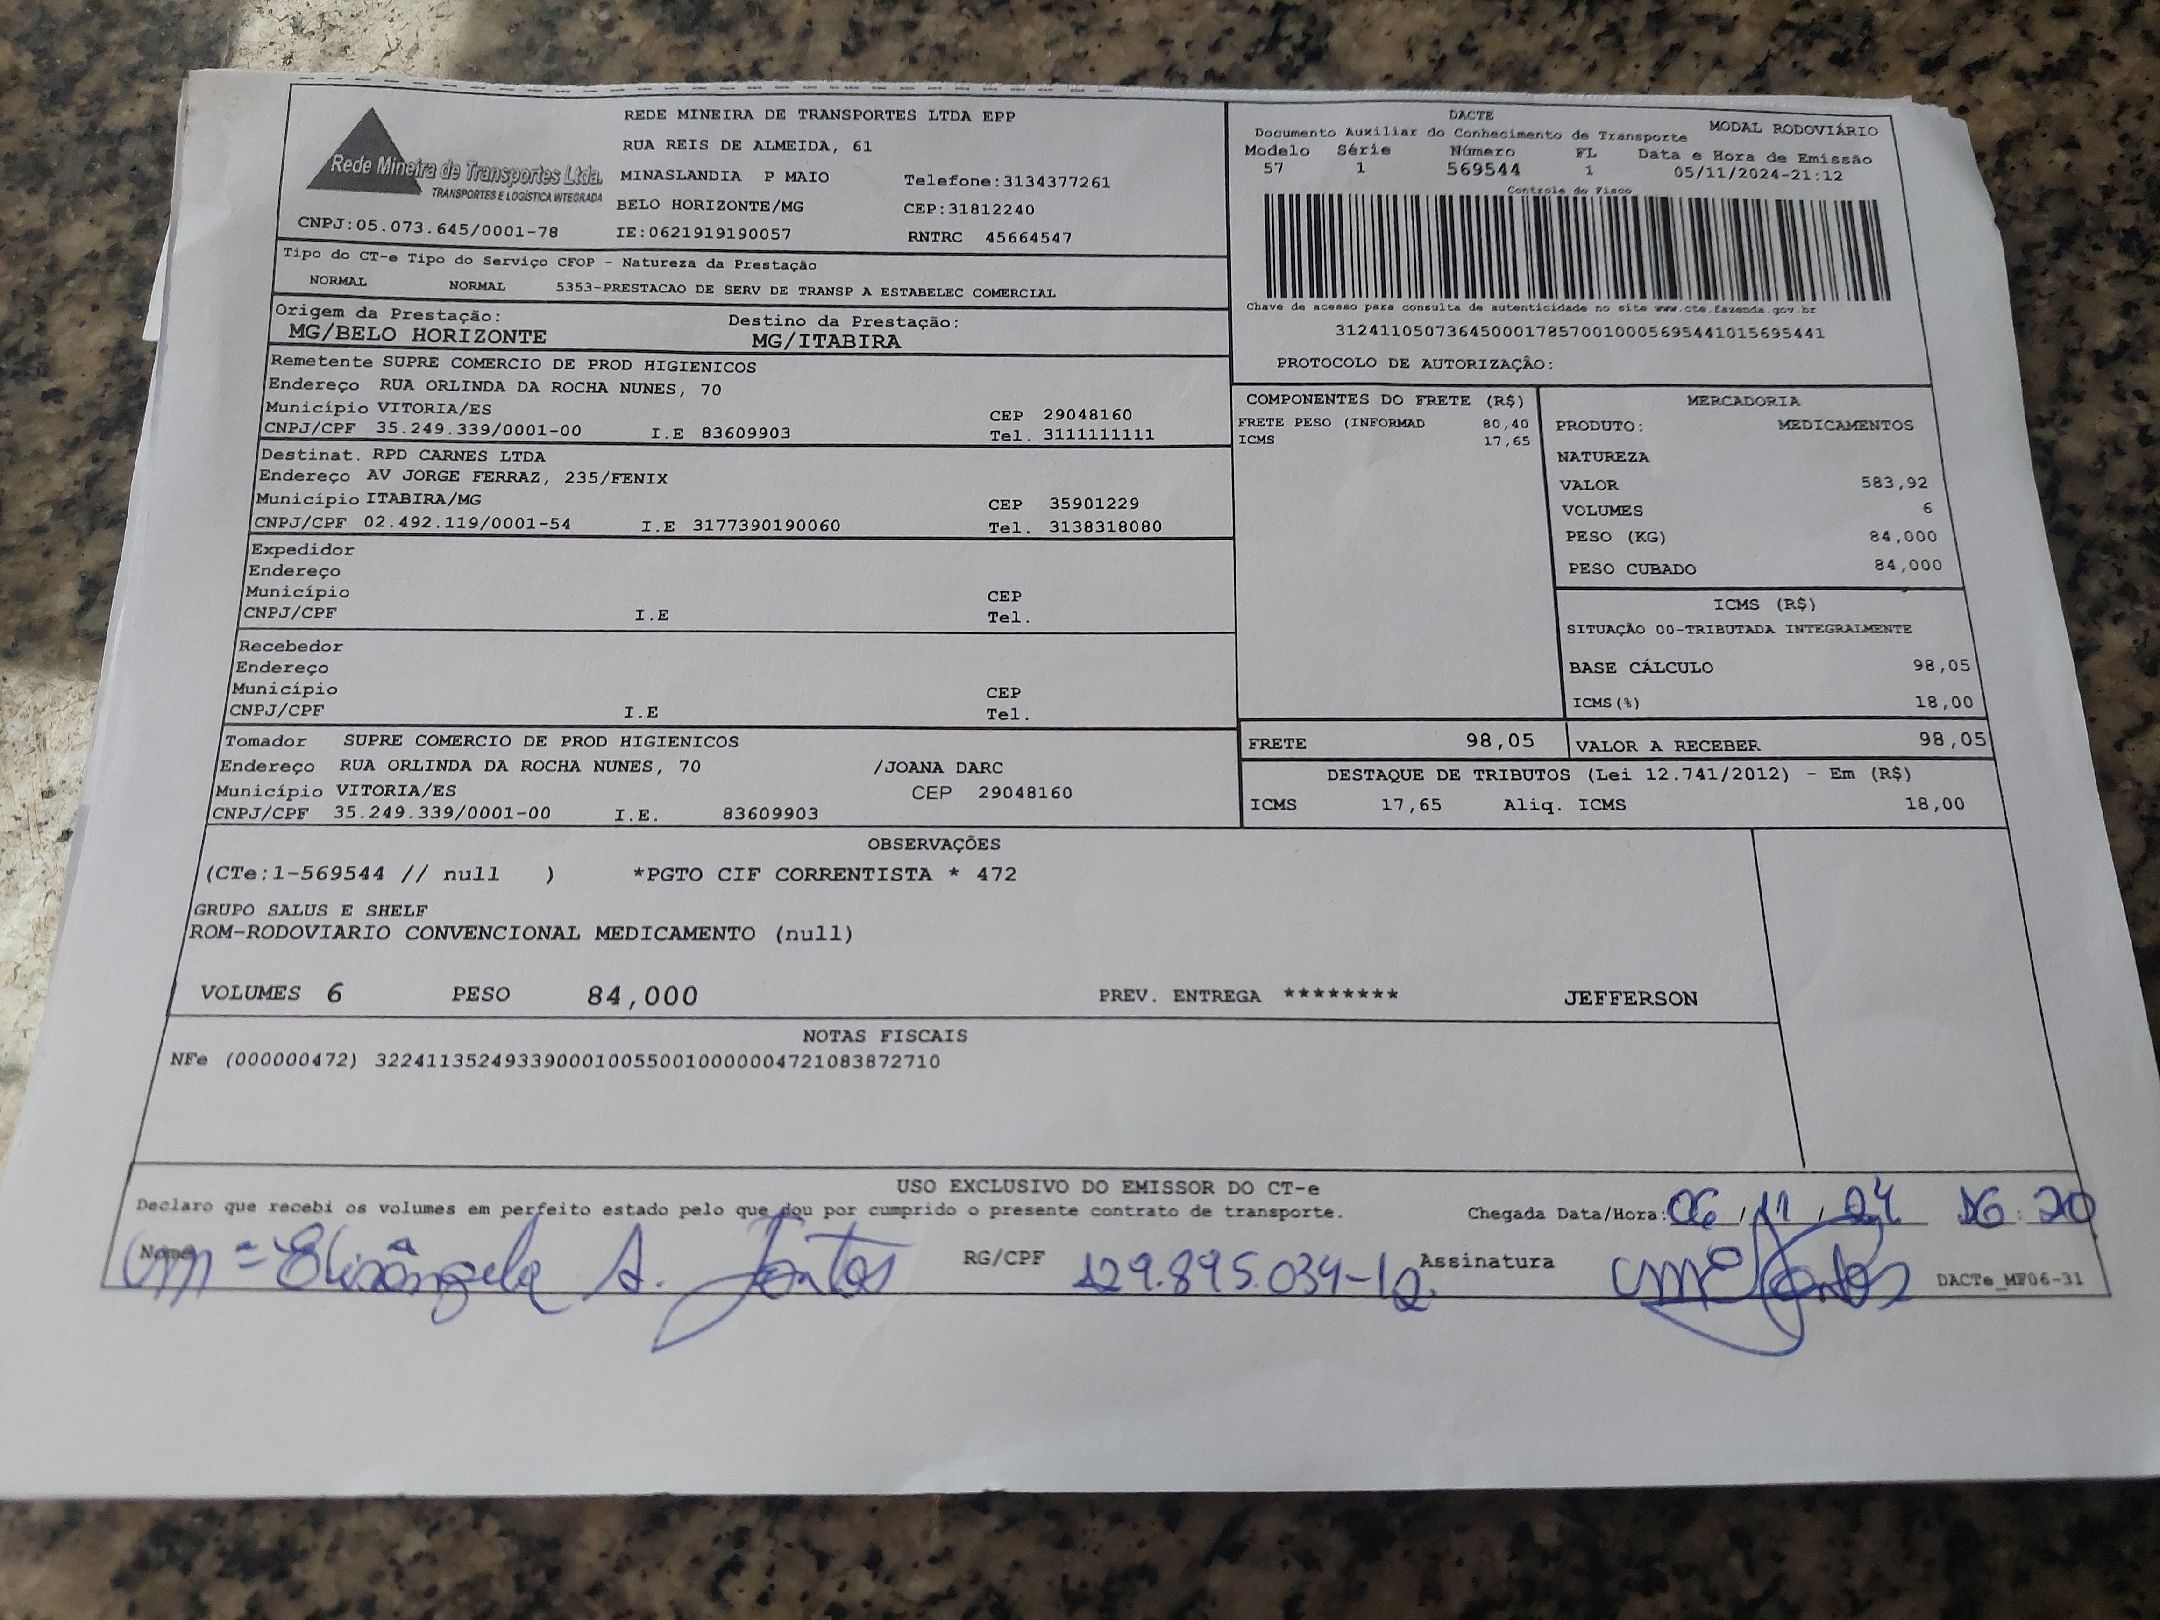 Rede Mineira de Transportes Ltda.
TRANSPORTES E LOGÍSTICA INTEGRADA
CNPJ:05.073.645/0001-78
REDE MINEIRA DE TRANSPORTES LTDA EPP
RUA REIS DE ALMEIDA, 61
MINASLANDIA P MAIO Telefone:3134377261
BELO HORIZONTE/MG CEP:31812240
IE:0621919190057 RNTRC 45664547
DACTE
Documento Auxiliar do Conhecimento de Transporte MODAL RODOVIÁRIO
Modelo Série Número FL Data e Hora de Emissão
57 1 569544 1 05/11/2024-21:12
Controle do Fisco
Chave de acesso para consulta de autenticidade no site www.cte.fazenda.gov.br
31241105073645000178570010005695441015695441
PROTOCOLO DE AUTORIZAÇÃO:
Tipo do CT-e Tipo do Serviço CFOP - Natureza da Prestação
NORMAL NORMAL 5353-PRESTACAO DE SERV DE TRANSP A ESTABELEC COMERCIAL
Origem da Prestação: Destino da Prestação:
MG/BELO HORIZONTE MG/ITABIRA
Remetente SUPRE COMERCIO DE PROD HIGIENICOS
Endereço RUA ORLINDA DA ROCHA NUNES, 70
Município VITORIA/ES CEP 29048160
CNPJ/CPF 35.249.339/0001-00 I.E 83609903 Tel. 3111111111
Destinat. RPD CARNES LTDA
Endereço AV JORGE FERRAZ, 235/FENIX
Município ITABIRA/MG CEP 35901229
CNPJ/CPF 02.492.119/0001-54 I.E 3177390190060 Tel. 3138318080
Expedidor
Endereço
Município CEP
CNPJ/CPF I.E Tel.
Recebedor
Endereço
Município CEP
CNPJ/CPF I.E Tel.
Tomador SUPRE COMERCIO DE PROD HIGIENICOS
Endereço RUA ORLINDA DA ROCHA NUNES, 70 /JOANA DARC
Município VITORIA/ES CEP 29048160
CNPJ/CPF 35.249.339/0001-00 I.E. 83609903
COMPONENTES DO FRETE (R$)
FRETE PESO (INFORMAD 80,40
ICMS 17,65
MERCADORIA
PRODUTO: MEDICAMENTOS
NATUREZA
VALOR 583,92
VOLUMES 6
PESO (KG) 84,000
PESO CUBADO 84,000
ICMS (R$)
SITUAÇÃO 00-TRIBUTADA INTEGRALMENTE
BASE CÁLCULO 98,05
ICMS(%) 18,00
FRETE 98,05 VALOR A RECEBER 98,05
DESTAQUE DE TRIBUTOS (Lei 12.741/2012) - Em (R$)
ICMS 17,65 Aliq. ICMS 18,00
OBSERVAÇÕES
(CTe:1-569544 // null ) *PGTO CIF CORRENTISTA * 472
GRUPO SALUS E SHELF
ROM-RODOVIARIO CONVENCIONAL MEDICAMENTO (null)
VOLUMES 6 PESO 84,000 PREV. ENTREGA ******** JEFFERSON
NOTAS FISCAIS
NFe (000000472) 32241135249339000100550010000004721083872710
USO EXCLUSIVO DO EMISSOR DO CT-e
Declaro que recebi os volumes em perfeito estado pelo que dou por cumprido o presente contrato de transporte. Chegada Data/Hora: 06/11/24 16:20
Nome Mª Elisângela A. Santos RG/CPF 129.895.034-12 Assinatura DACTe_MF06-31